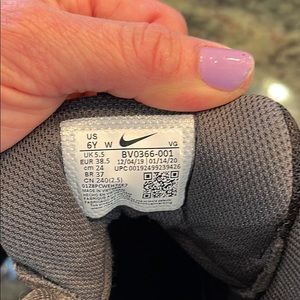 US
6Y W VG
UK 5.5 BV0366-001
EUR 38.5 12/04/19 01/14/20
cm 24 UPC 00192499239426
BR 37
CN 240(2.5)